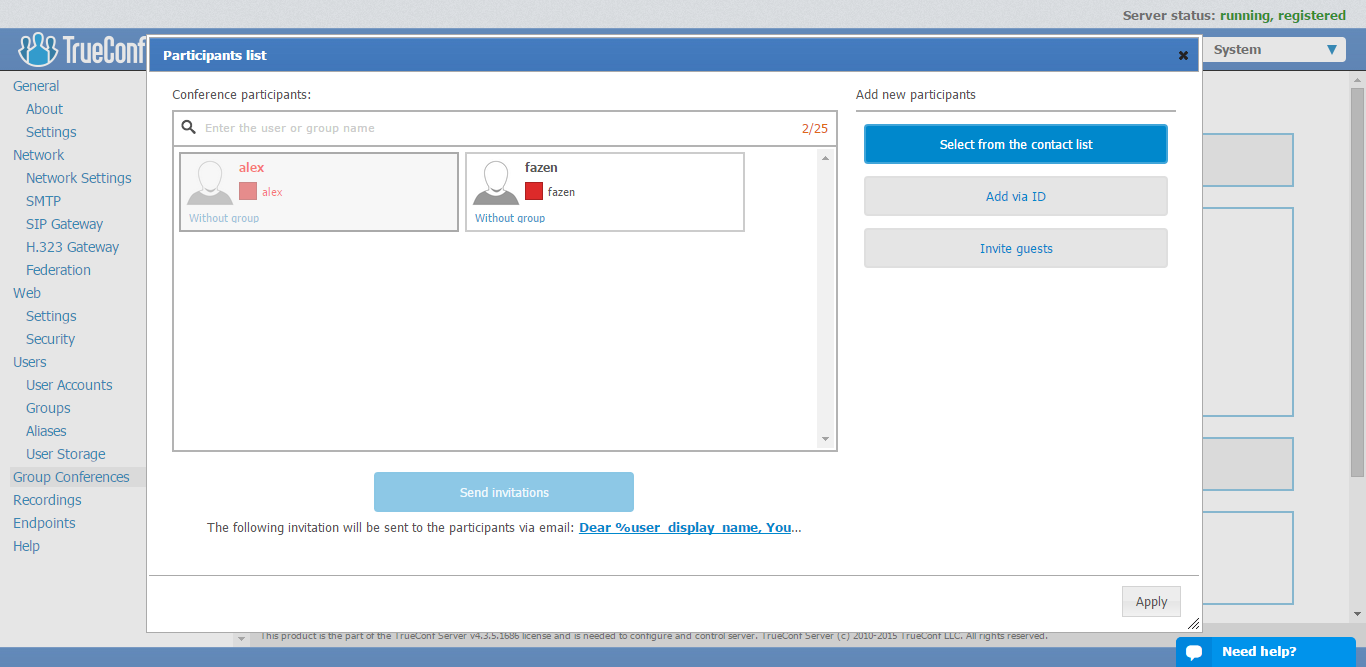 Server status: running, registered
TrueConf
Participants list
System
General
About
Settings
Network
Network Settings
SMTP
SIP Gateway
H.323 Gateway
Federation
Web
Settings
Security
Users
User Accounts
Groups
Aliases
User Storage
Group Conferences
Recordings
Endpoints
Help
Conference participants:
Enter the user or group name
2/25
alex
alex
Without group
fazen
fazen
Without group
Send invitations
The following invitation will be sent to the participants via email: Dear %user_display_name, You...
Add new participants
Select from the contact list
Add via ID
Invite guests
Apply
This product is the part of the TrueConf Server v4.3.5.1686 license and is needed to configure and control server. TrueConf Server (c) 2010-2015 TrueConf LLC. All rights reserved.
Need help?